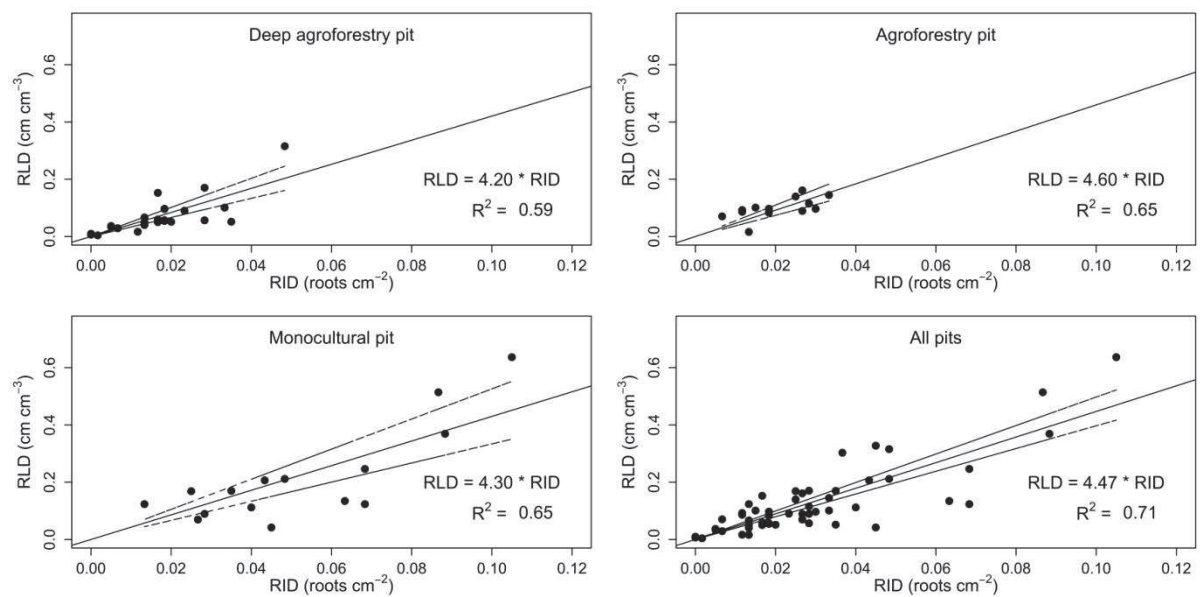 Deep agroforestry pit
RLD (cm cm⁻³)
0.6
0.4
0.2
0.0
RLD = 4.20 * RID
R² = 0.59
0.00 0.02 0.04 0.06 0.08 0.10 0.12
RID (roots cm⁻²)
Agroforestry pit
RLD (cm cm⁻³)
0.6
0.4
0.2
0.0
RLD = 4.60 * RID
R² = 0.65
0.00 0.02 0.04 0.06 0.08 0.10 0.12
RID (roots cm⁻²)
Monocultural pit
RLD (cm cm⁻³)
0.6
0.4
0.2
0.0
RLD = 4.30 * RID
R² = 0.65
0.00 0.02 0.04 0.06 0.08 0.10 0.12
RID (roots cm⁻²)
All pits
RLD (cm cm⁻³)
0.6
0.4
0.2
0.0
RLD = 4.47 * RID
R² = 0.71
0.00 0.02 0.04 0.06 0.08 0.10 0.12
RID (roots cm⁻²)